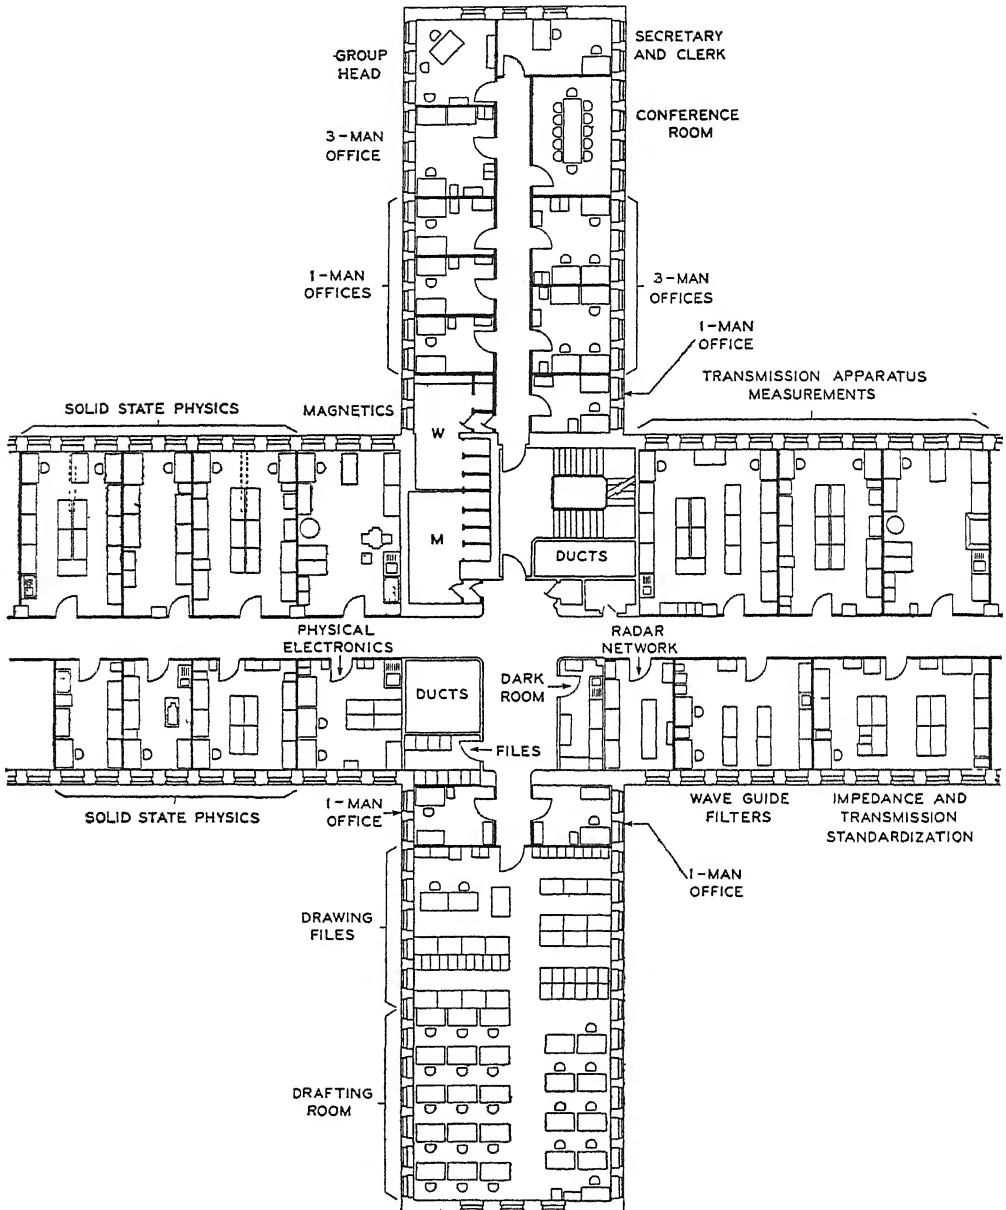 GROUP
HEAD
SECRETARY
AND CLERK
CONFERENCE
ROOM
3-MAN
OFFICE
1-MAN
OFFICES
3-MAN
OFFICES
1-MAN
OFFICE
TRANSMISSION APPARATUS
MEASUREMENTS
SOLID STATE PHYSICS
MAGNETICS
W
M
DUCTS
PHYSICAL
ELECTRONICS
RADAR
NETWORK
DUCTS
DARK
ROOM
FILES
SOLID STATE PHYSICS
1-MAN
OFFICE
WAVE GUIDE
FILTERS
IMPEDANCE AND
TRANSMISSION
STANDARDIZATION
1-MAN
OFFICE
DRAWING
FILES
DRAFTING
ROOM